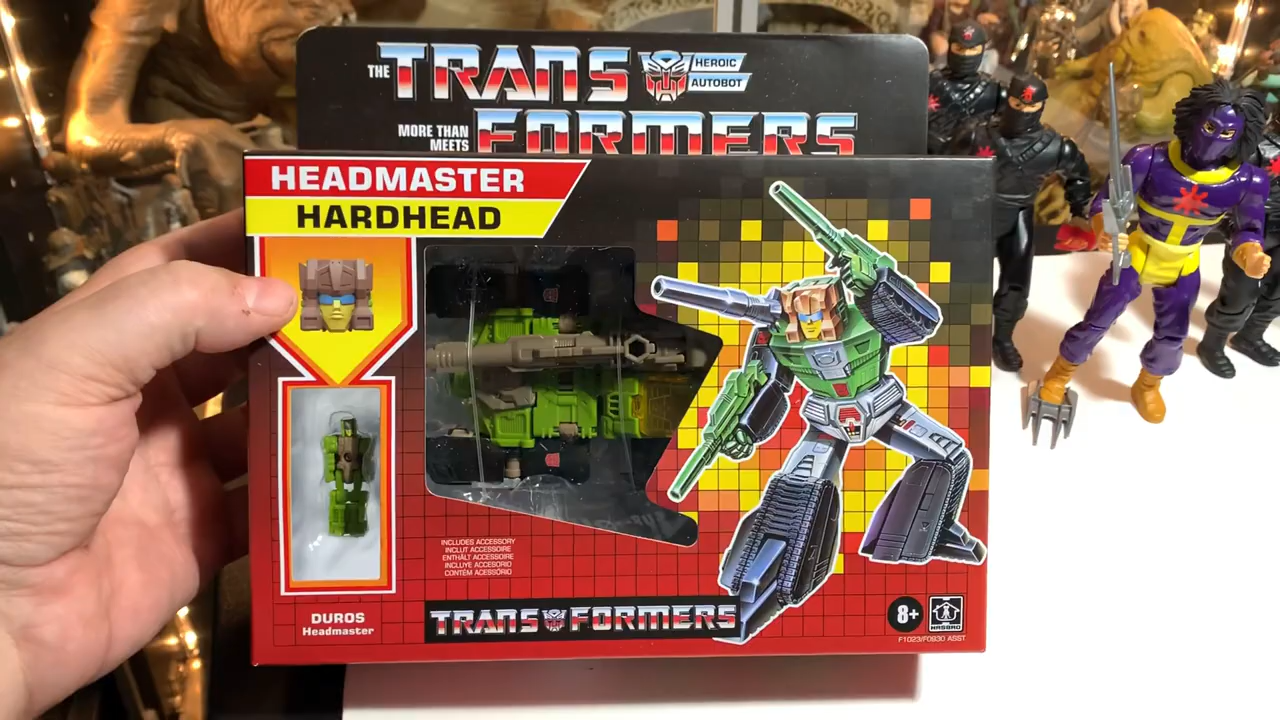 THE TRANSFORMERS
HEROIC
AUTOBOT
MORE THAN
MEETS
HEADMASTER
HARDHEAD
INCLUDES ACCESSORY
INCLUT ACCESSOIRE
ENTHÄLT ACCESSOIRE
INCLUYE ACCESORIO
CONTÉM ACESSÓRIO
DUROS
Headmaster
TRANSFORMERS
8+
HASBRO
F1023/F0930 ASST